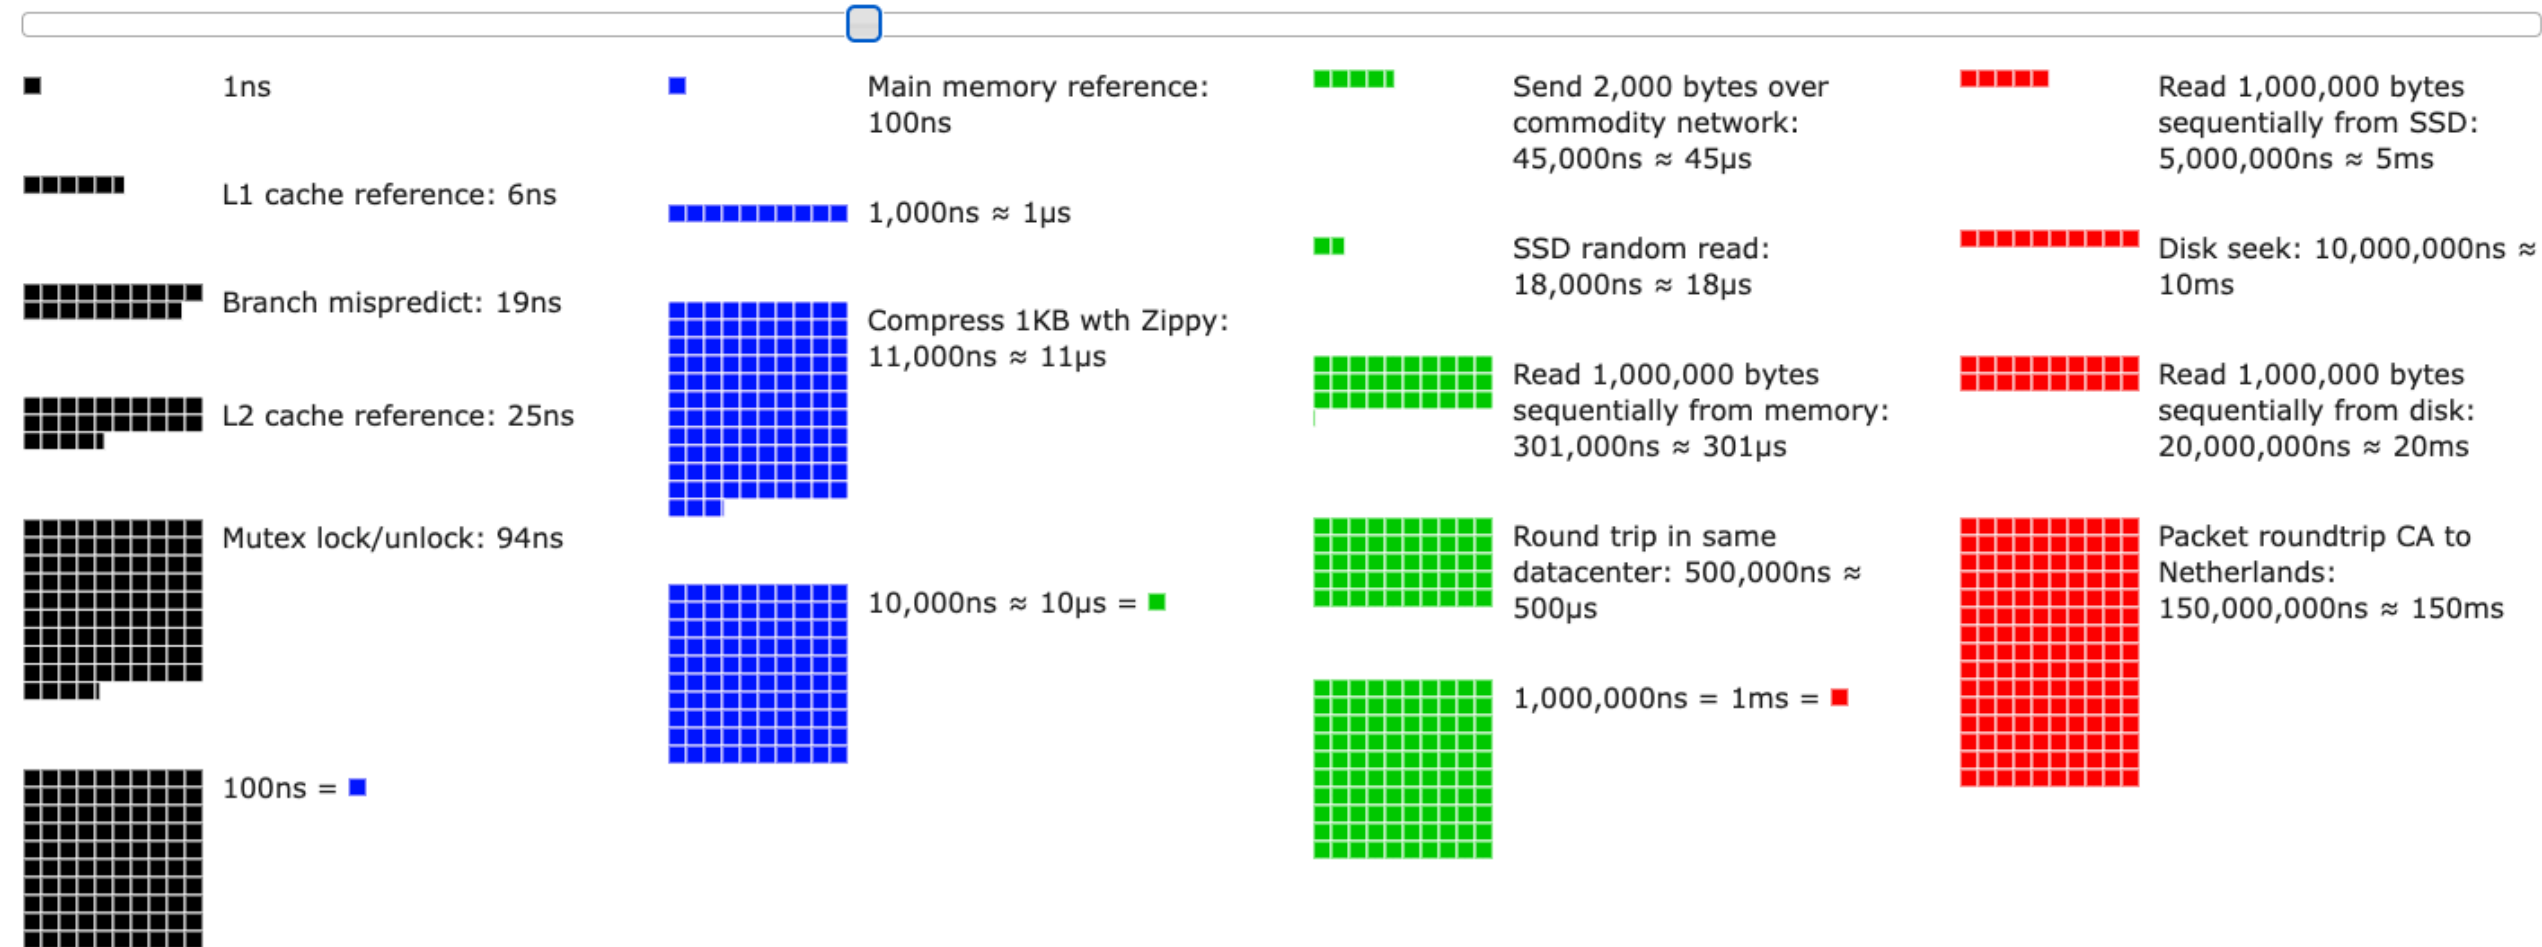 1ns
L1 cache reference: 6ns
Branch mispredict: 19ns
L2 cache reference: 25ns
Mutex lock/unlock: 94ns
100ns =
Main memory reference:
100ns
1,000ns ≈ 1μs
Compress 1KB wth Zippy:
11,000ns ≈ 11μs
10,000ns ≈ 10μs =
Send 2,000 bytes over
commodity network:
45,000ns ≈ 45μs
SSD random read:
18,000ns ≈ 18μs
Read 1,000,000 bytes
sequentially from memory:
301,000ns ≈ 301μs
Round trip in same
datacenter: 500,000ns ≈
500μs
1,000,000ns = 1ms =
Read 1,000,000 bytes
sequentially from SSD:
5,000,000ns ≈ 5ms
Disk seek: 10,000,000ns ≈
10ms
Read 1,000,000 bytes
sequentially from disk:
20,000,000ns ≈ 20ms
Packet roundtrip CA to
Netherlands:
150,000,000ns ≈ 150ms